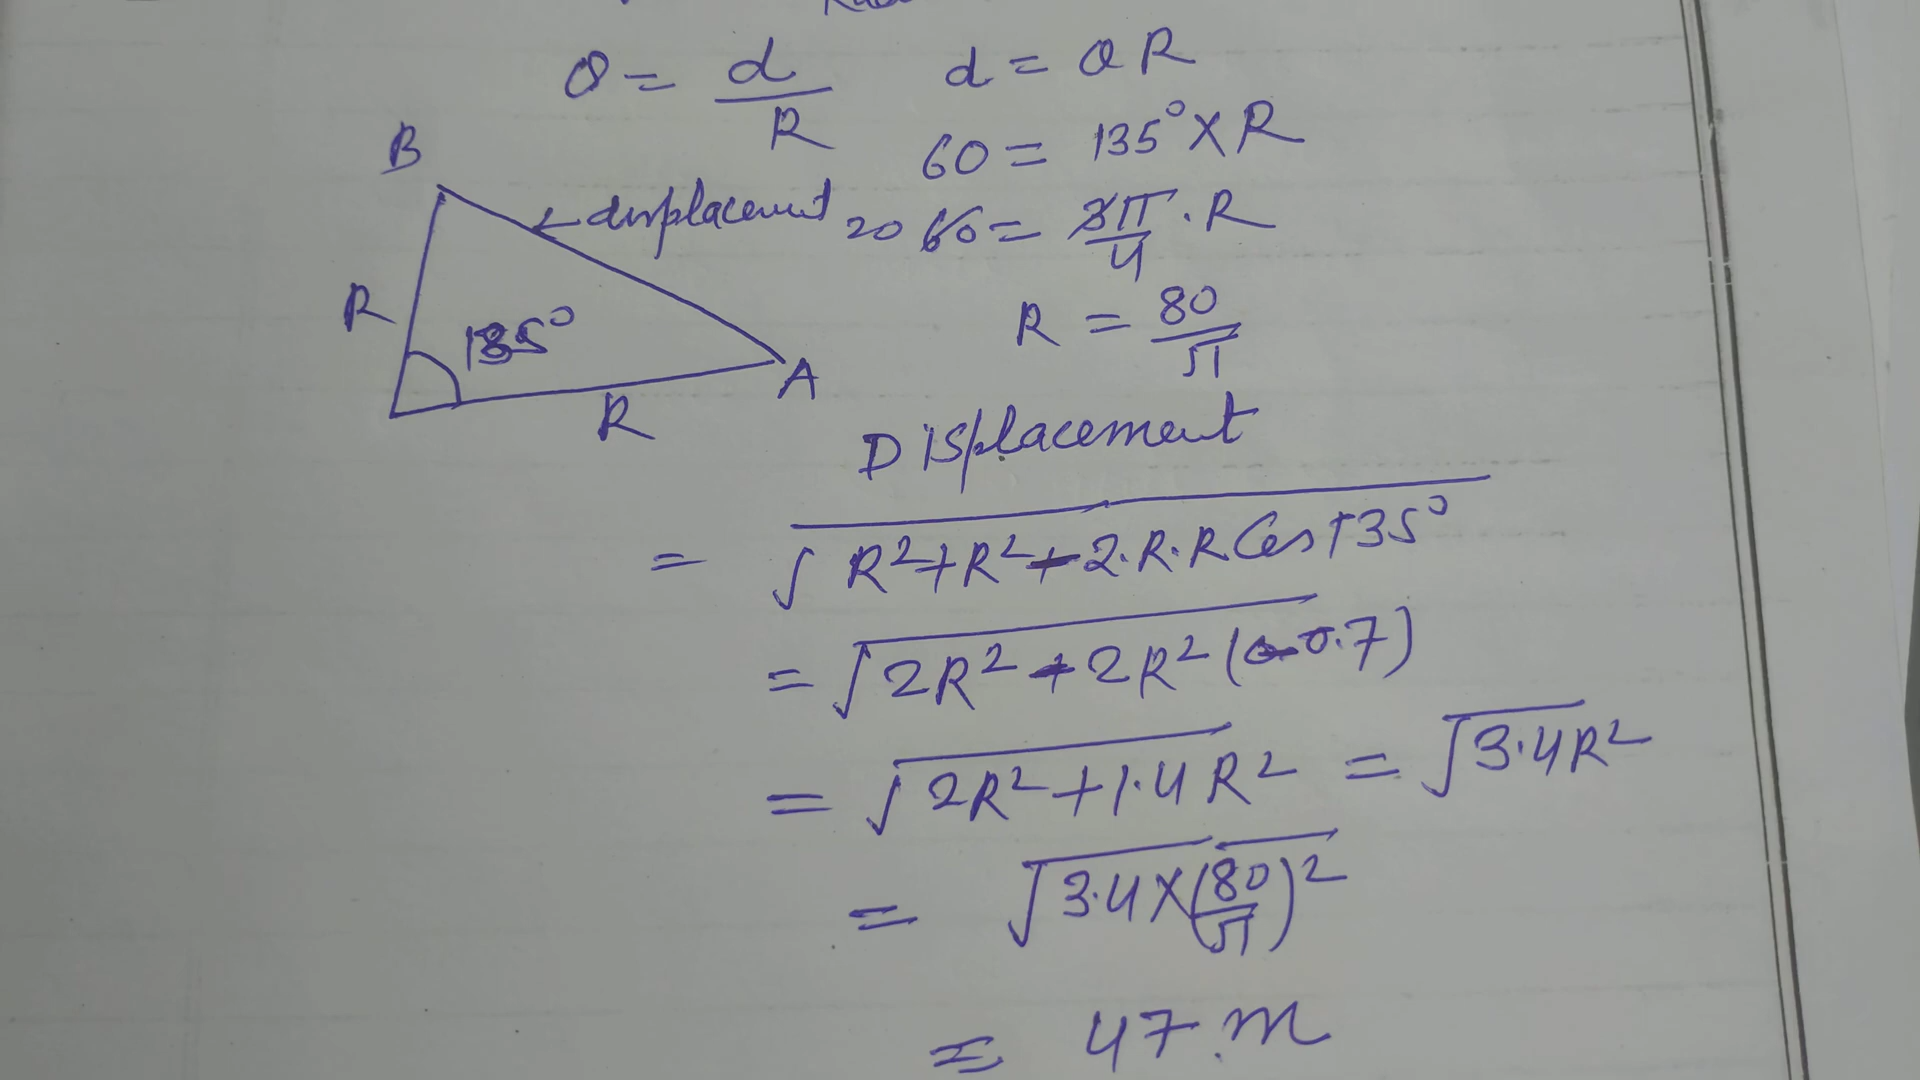 θ = d/R d = θR
B
60 = 135° × R
← displacement
20 60 = 3π/4 . R
R
135°
R = 80/π
A
R
Displacement
= √R²+R²-2.R.R Cos 135°
= √2R² - 2R² (-0.7)
= √2R²+1.4R² = √3.4R²
= √3.4×(80/π)²
= 47 m